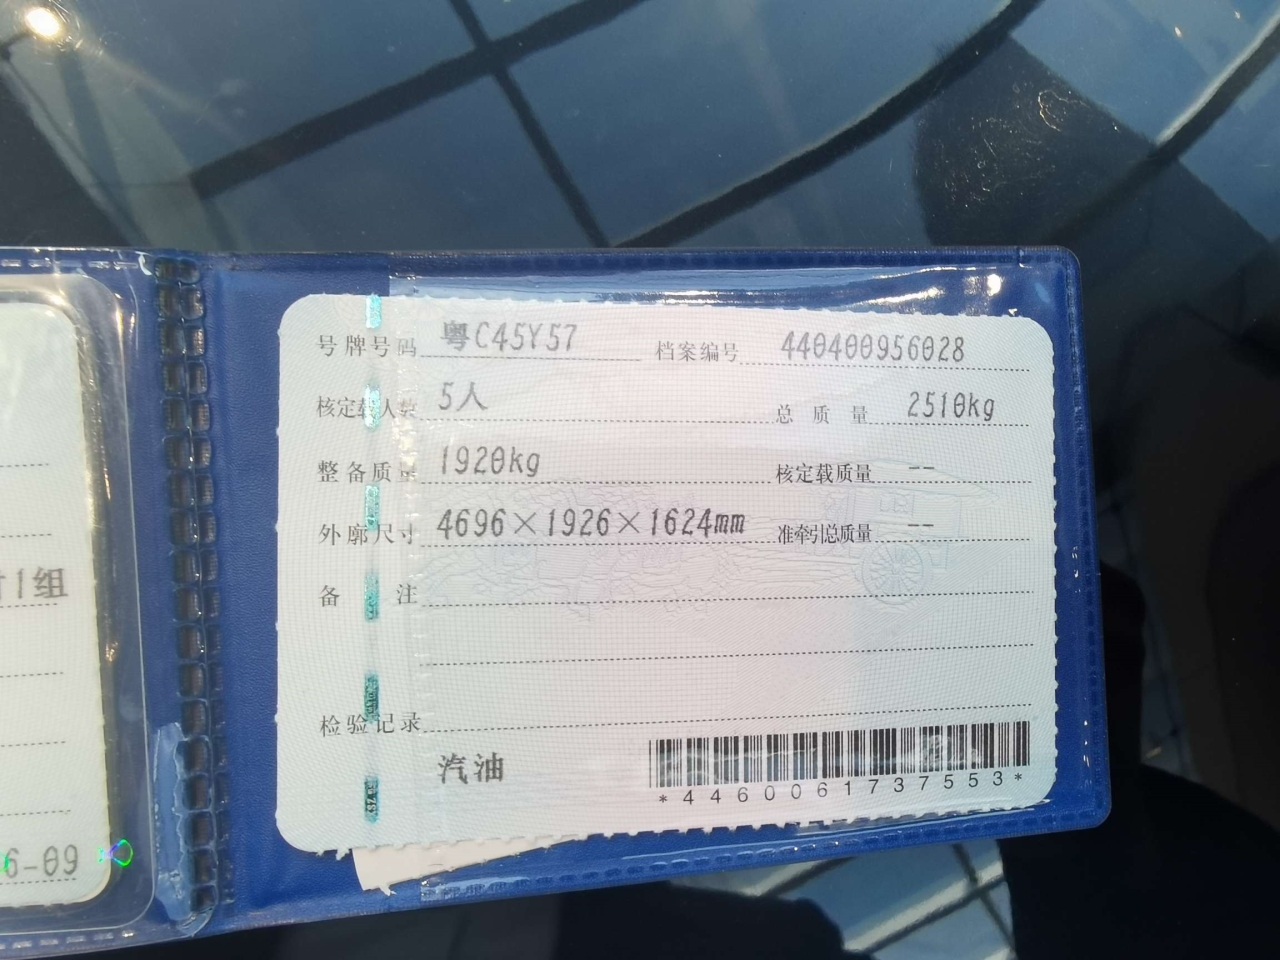 号牌号码 粤C45Y57 档案编号 440400956028
核定载人数 5人 总质量 2510kg
整备质量 1920kg 核定载质量 --
外廓尺寸 4696×1926×1624mm 准牵引总质量 --
备注
检验记录
汽油
*4460061737553*
1组
6-09